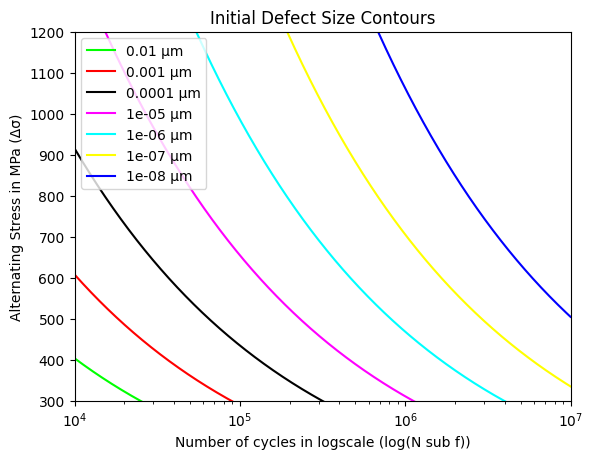 Initial Defect Size Contours
1200
1100
1000
900
800
700
600
500
400
300
Alternating Stress in MPa (Δσ)
0.01 μm
0.001 μm
0.0001 μm
1e-05 μm
1e-06 μm
1e-07 μm
1e-08 μm
10⁴
10⁵
10⁶
10⁷
Number of cycles in logscale (log(N sub f))